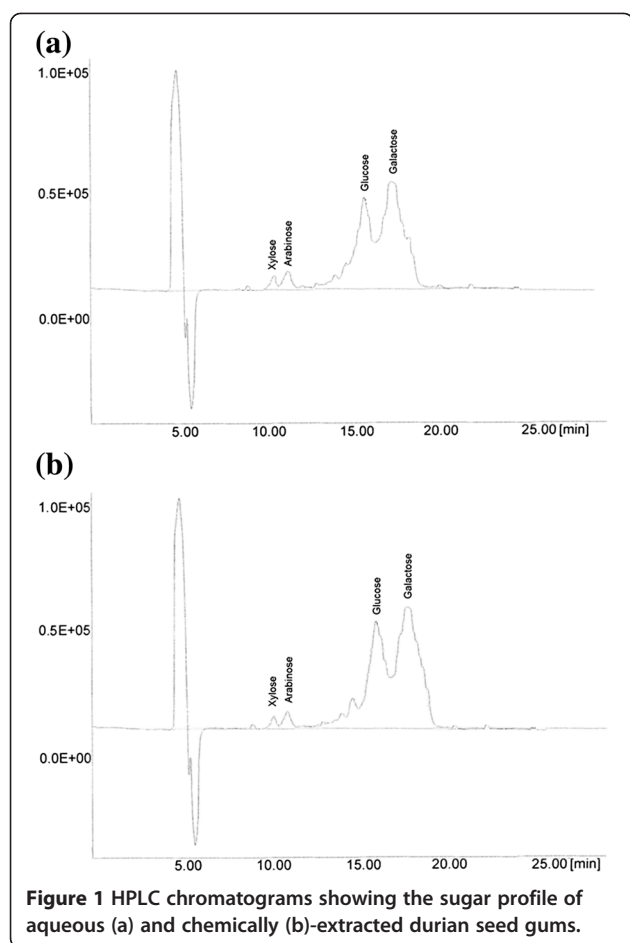 (a)
1.0E+05
0.5E+05
0.0E+00
Xylose
Arabinose
Glucose
Galactose
5.00 10.00 15.00 20.00 25.00 [min]
(b)
1.0E+05
0.5E+05
0.0E+00
Xylose
Arabinose
Glucose
Galactose
5.00 10.00 15.00 20.00 25.00 [min]
Figure 1 HPLC chromatograms showing the sugar profile of
aqueous (a) and chemically (b)-extracted durian seed gums.